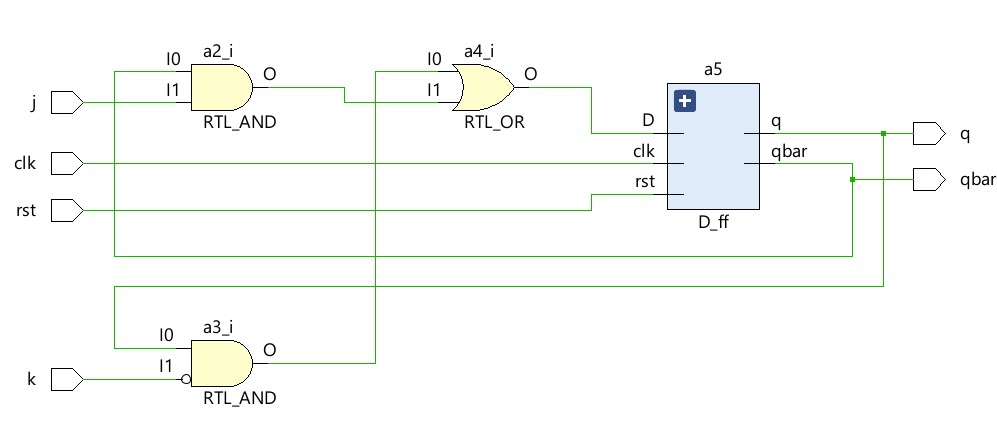 a2_i
a4_i
I0
O
I0
O
a5
j
I1
I1
RTL_AND
RTL_OR
D
q
q
clk
clk
qbar
rst
rst
qbar
D_ff
a3_i
I0
O
k
I1
RTL_AND